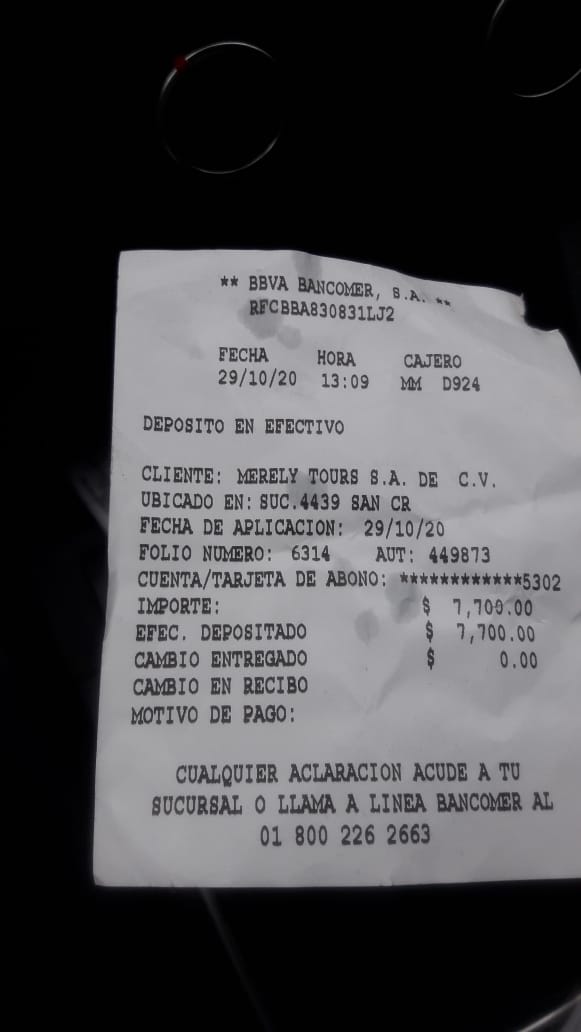 ** BBVA BANCOMER, S.A. **
RFCBBA830831LJ2
FECHA HORA CAJERO
29/10/20 13:09 MM D924
DEPOSITO EN EFECTIVO
CLIENTE: MERELY TOURS S.A. DE C.V.
UBICADO EN: SUC.4439 SAN CR
FECHA DE APLICACION: 29/10/20
FOLIO NUMERO: 6314 AUT: 449873
CUENTA/TARJETA DE ABONO: ************5302
IMPORTE: $ 7,700.00
EFEC. DEPOSITADO $ 7,700.00
CAMBIO ENTREGADO $ 0.00
CAMBIO EN RECIBO
MOTIVO DE PAGO:
CUALQUIER ACLARACION ACUDE A TU
SUCURSAL O LLAMA A LINEA BANCOMER AL
01 800 226 2663